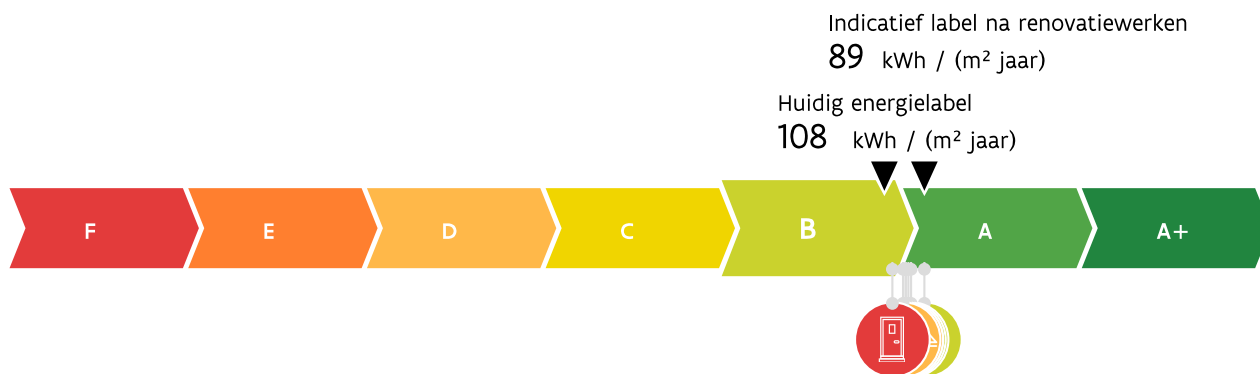 Indicatief label na renovatiewerken
89 kWh / (m² jaar)
Huidig energielabel
108 kWh / (m² jaar)
F E D C B A A+